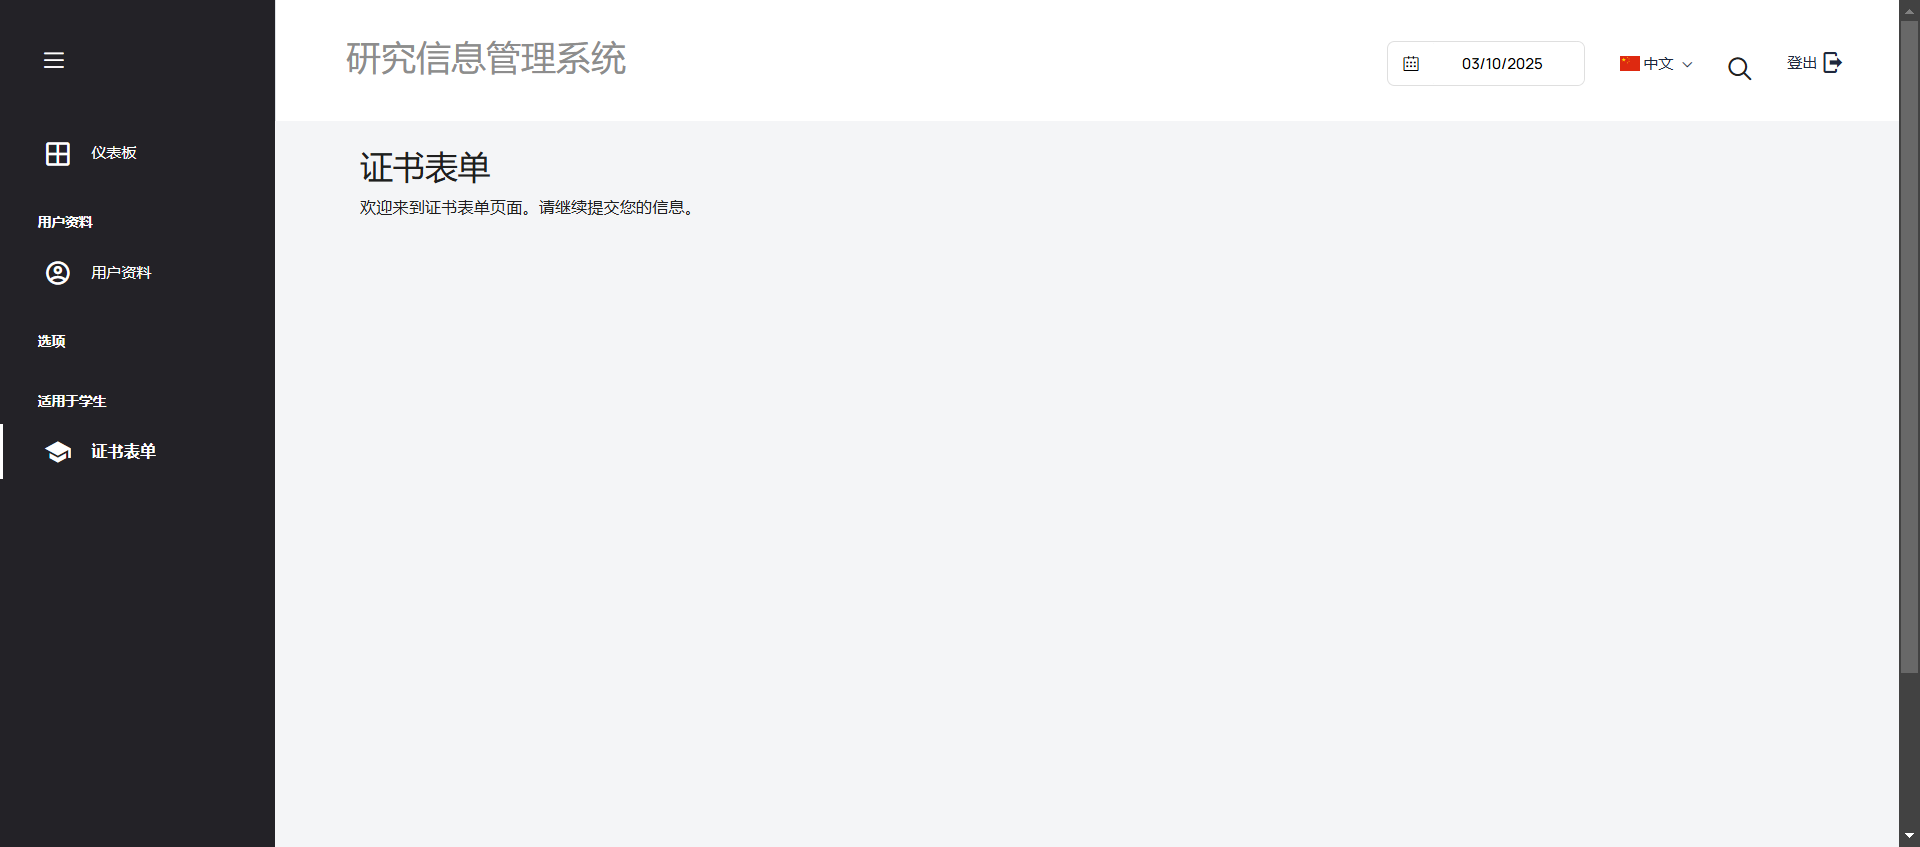 研究信息管理系统
03/10/2025
中文
登出
仪表板
用户资料
用户资料
选项
适用于学生
证书表单
证书表单
欢迎来到证书表单页面。请继续提交您的信息。